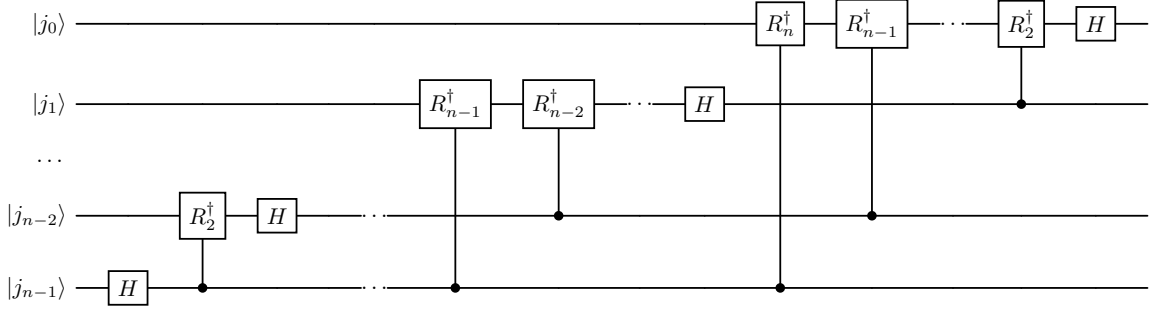 |j₀⟩ R†ₙ R†ₙ₋₁ ··· R†₂ H
|j₁⟩ R†ₙ₋₁ R†ₙ₋₂ ··· H
···
|jₙ₋₂⟩ R†₂ H ···
|jₙ₋₁⟩ H ···